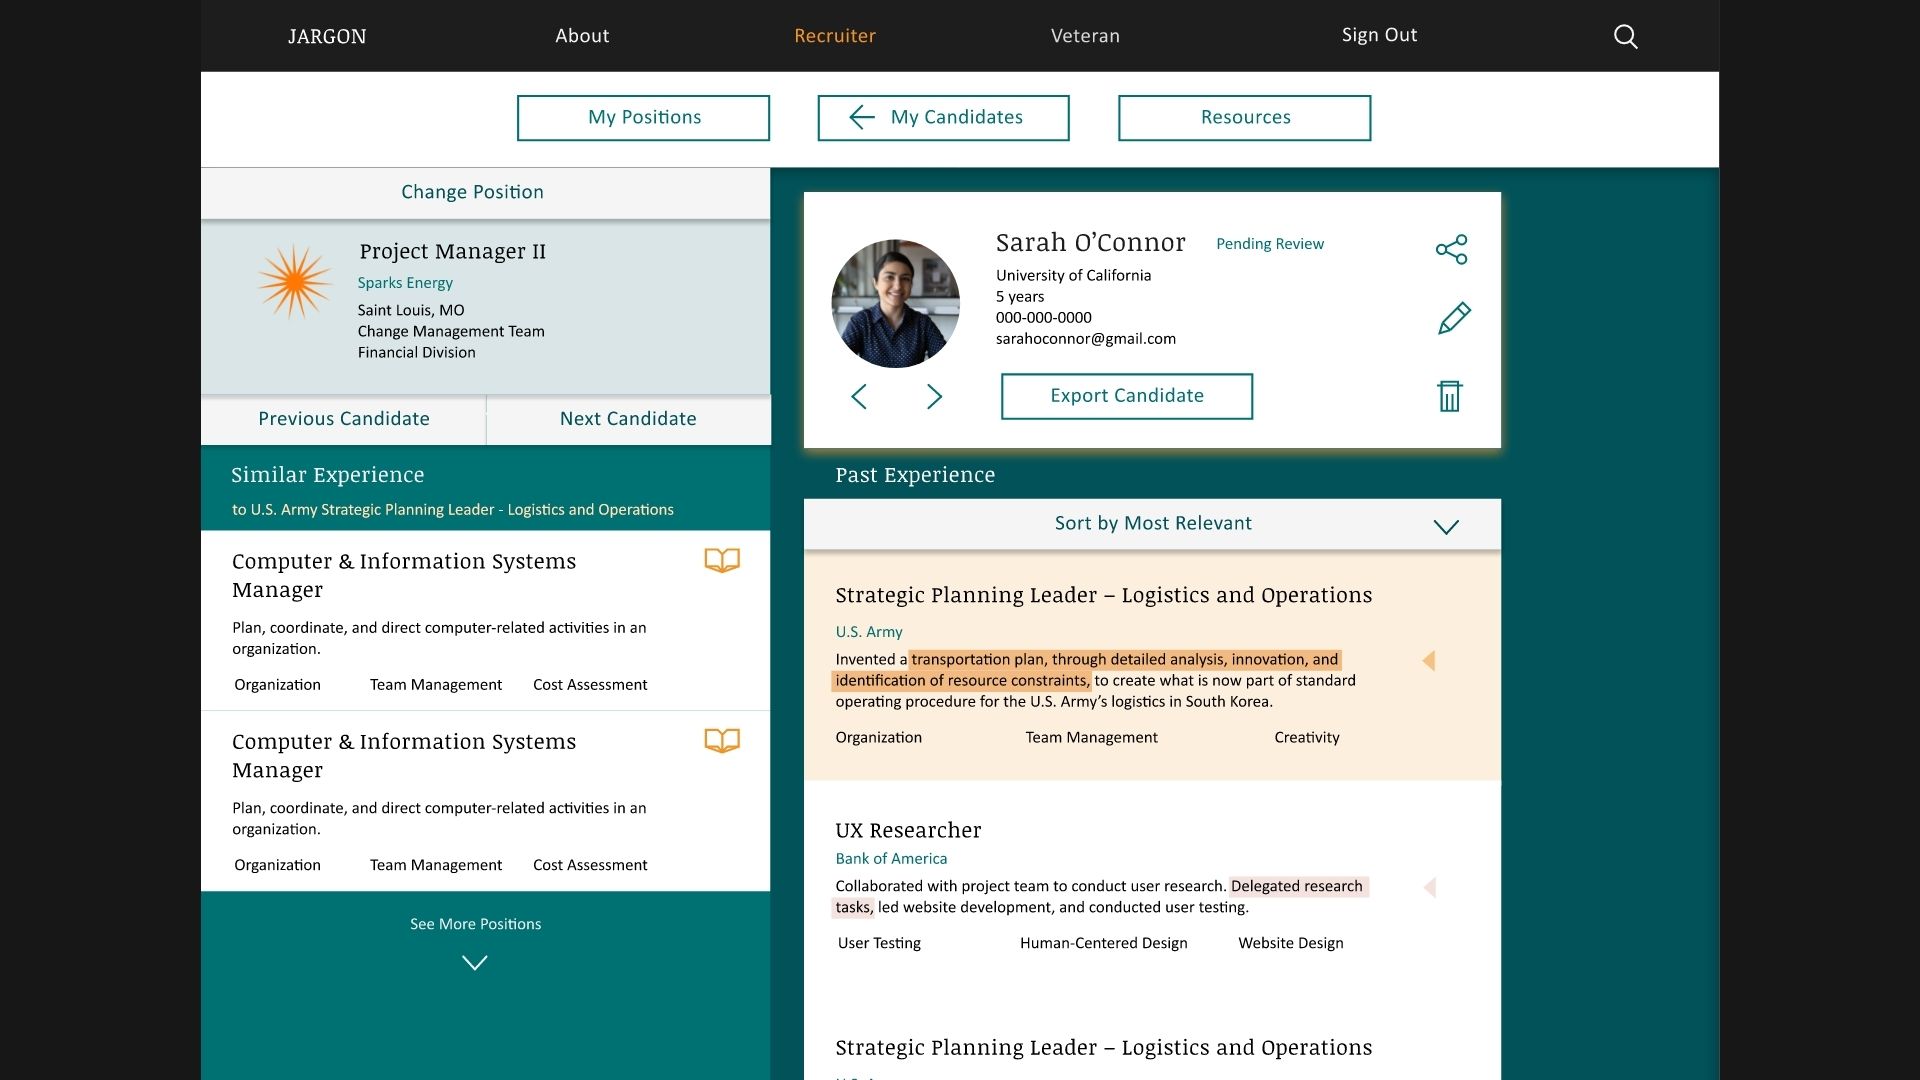 JARGON
About
Recruiter
Veteran
Sign Out
My Positions
My Candidates
Resources
Change Position
Project Manager II
Sparks Energy
Saint Louis, MO
Change Management Team
Financial Division
Previous Candidate
Next Candidate
Similar Experience
to U.S. Army Strategic Planning Leader - Logistics and Operations
Computer & Information Systems
Manager
Plan, coordinate, and direct computer-related activities in an
organization.
Organization
Team Management
Cost Assessment
Computer & Information Systems
Manager
Plan, coordinate, and direct computer-related activities in an
organization.
Organization
Team Management
Cost Assessment
See More Positions
Sarah O’Connor
Pending Review
University of California
5 years
000-000-0000
sarahoconnor@gmail.com
Export Candidate
Past Experience
Sort by Most Relevant
Strategic Planning Leader – Logistics and Operations
U.S. Army
Invented a transportation plan, through detailed analysis, innovation, and
identification of resource constraints, to create what is now part of standard
operating procedure for the U.S. Army’s logistics in South Korea.
Organization
Team Management
Creativity
UX Researcher
Bank of America
Collaborated with project team to conduct user research. Delegated research
tasks, led website development, and conducted user testing.
User Testing
Human-Centered Design
Website Design
Strategic Planning Leader – Logistics and Operations